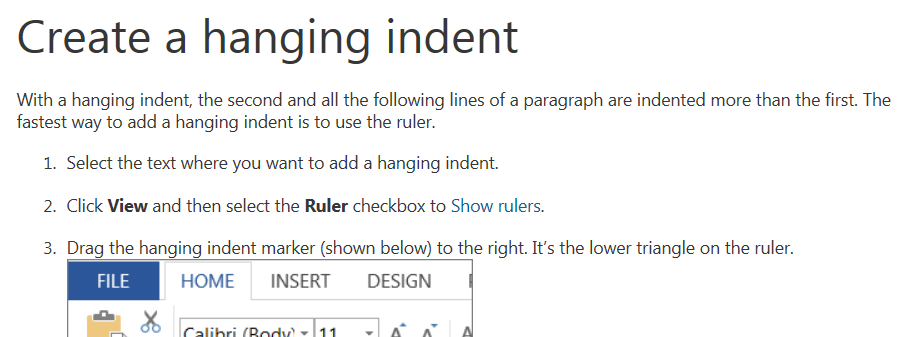 Create a hanging indent
With a hanging indent, the second and all the following lines of a paragraph are indented more than the first. The
fastest way to add a hanging indent is to use the ruler.
1. Select the text where you want to add a hanging indent.
2. Click View and then select the Ruler checkbox to Show rulers.
3. Drag the hanging indent marker (shown below) to the right. It's the lower triangle on the ruler.
FILE HOME INSERT DESIGN
Calibri (Body) 11 A A A